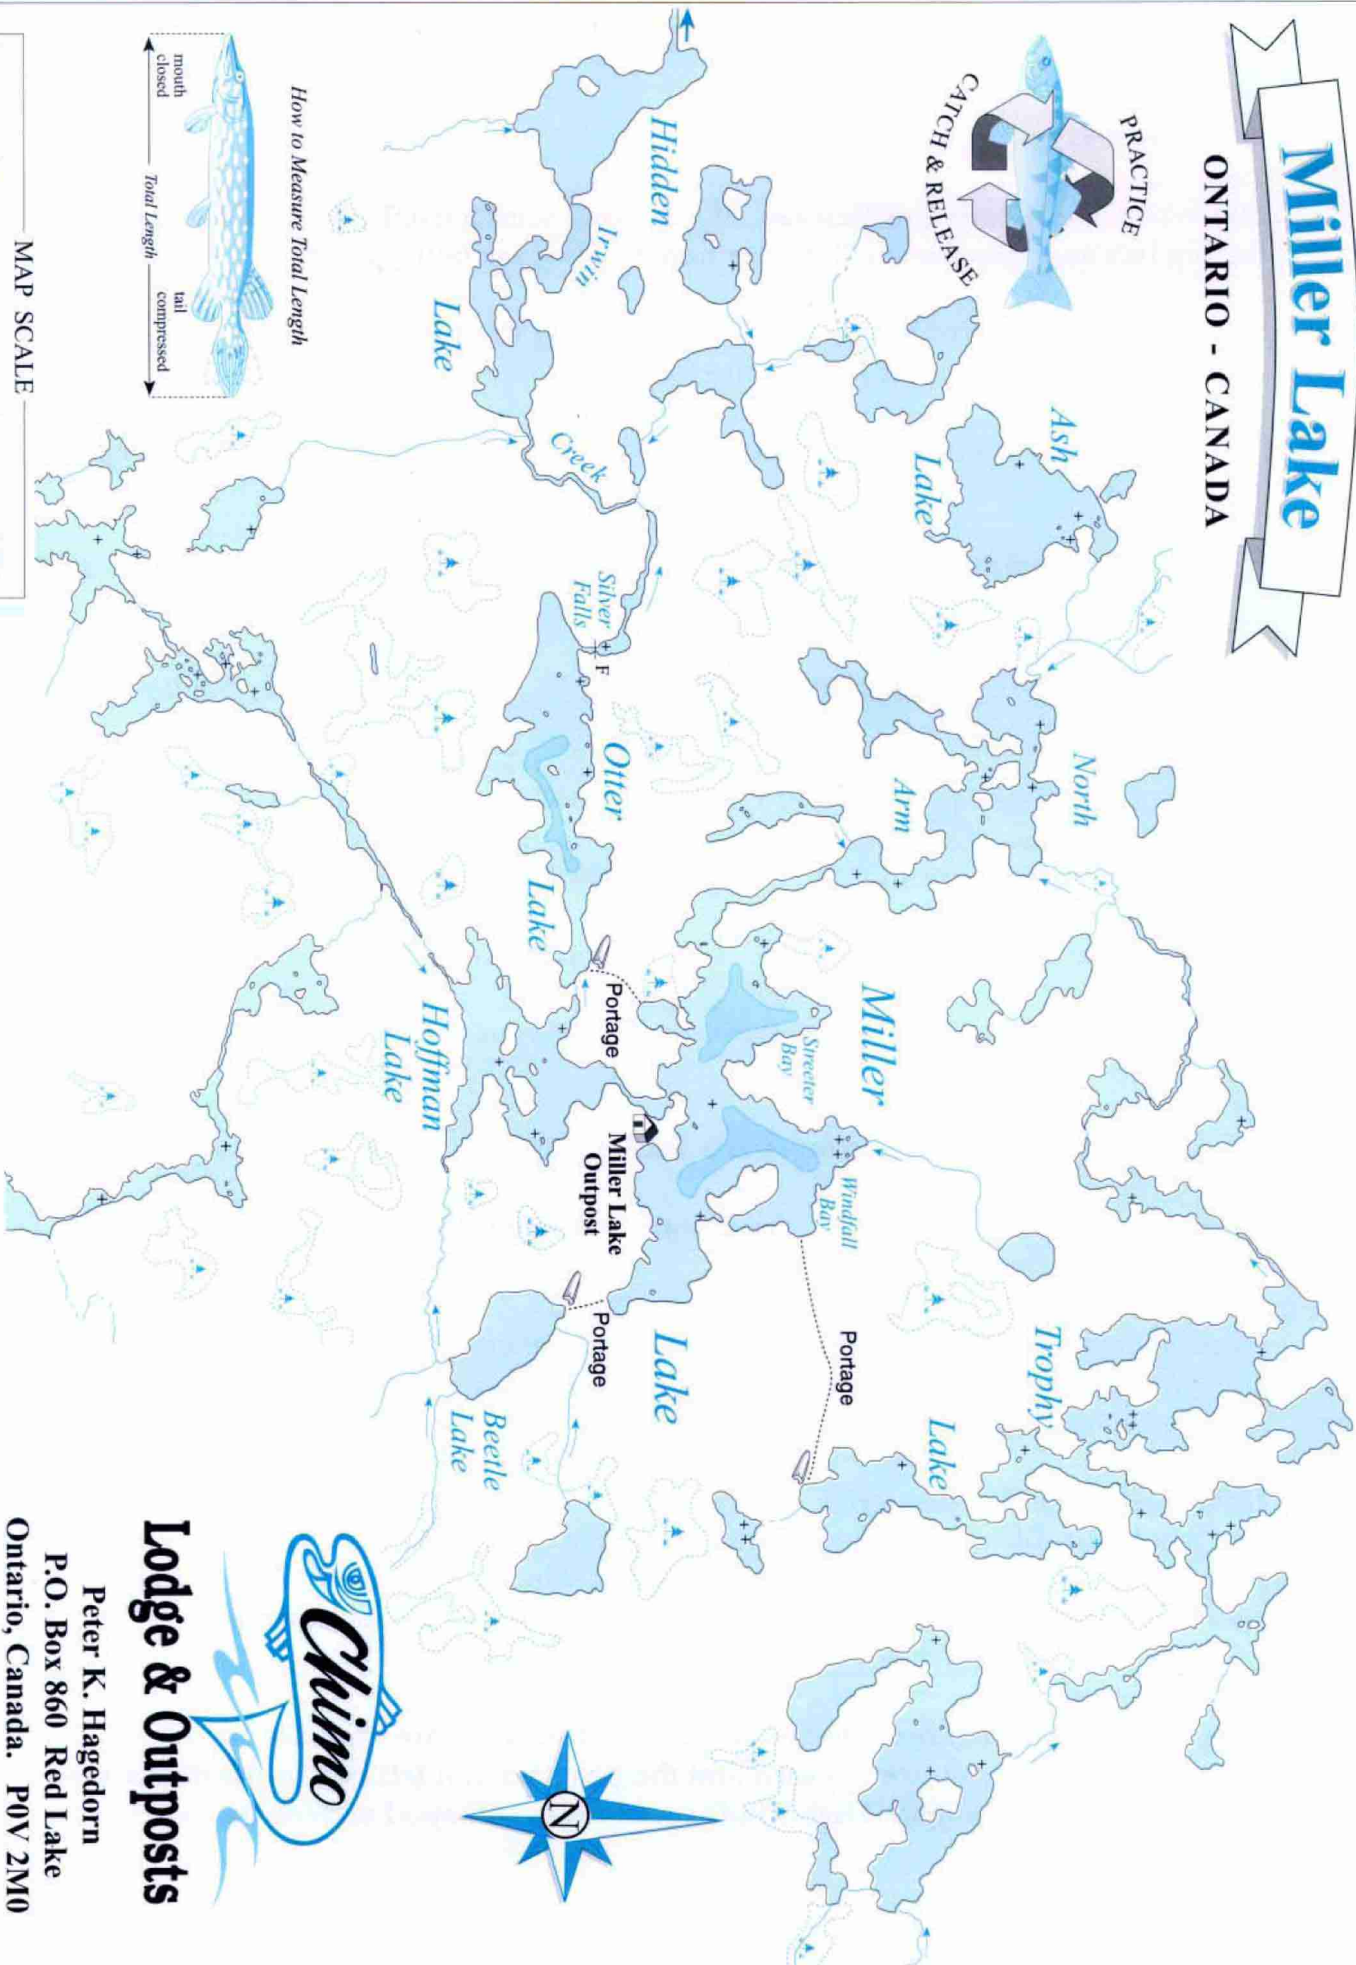 Miller Lake
ONTARIO - CANADA
PRACTICE
CATCH & RELEASE
Ash
Lake
North
Arm
Trophy
Lake
Miller
Lake
Streeter
Bay
Windfall
Bay
Portage
Hidden
Irwin
Lake
Creek
Silver
Falls
F
Otter
Lake
Portage
Miller Lake
Outpost
Portage
Hoffman
Lake
Beetle
Lake
How to Measure Total Length
mouth
closed
Total Length
tail
compressed
MAP SCALE
N
Chimo
Lodge & Outposts
Peter K. Hagedorn
P.O. Box 860 Red Lake
Ontario, Canada. P0V 2M0